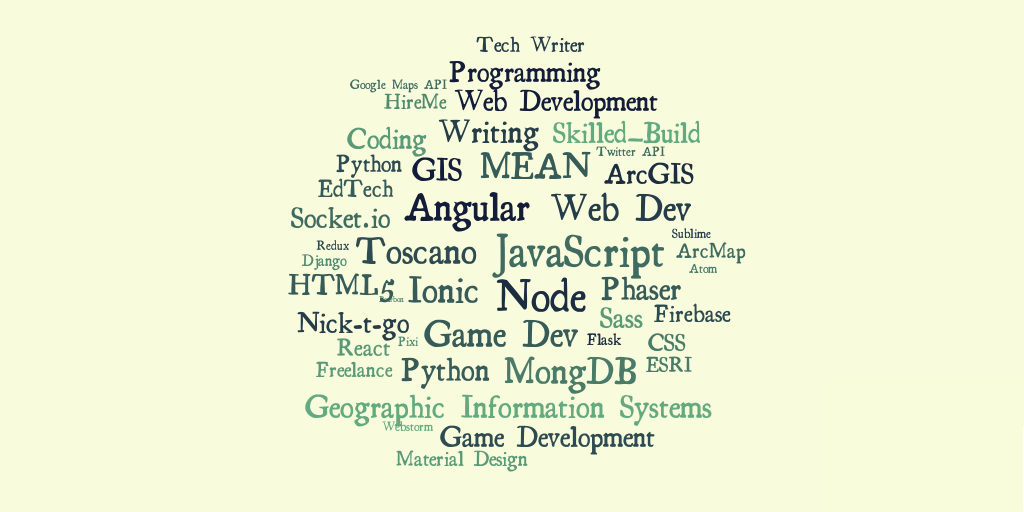 Tech Writer
Google Maps API Programming
HireMe Web Development
Coding Writing Skilled_Build
Python GIS MEAN Twitter API
ArcGIS
EdTech
Socket.io Angular Web Dev
Redux Toscano JavaScript Sublime
Django ArcMap
Atom
HTML5 Ionic Node Phaser
Nick-t-go Sass Firebase
React Pixi Game Dev Flask CSS
Freelance Python MongoDB ESRI
Geographic Information Systems
Webstorm
Game Development
Material Design